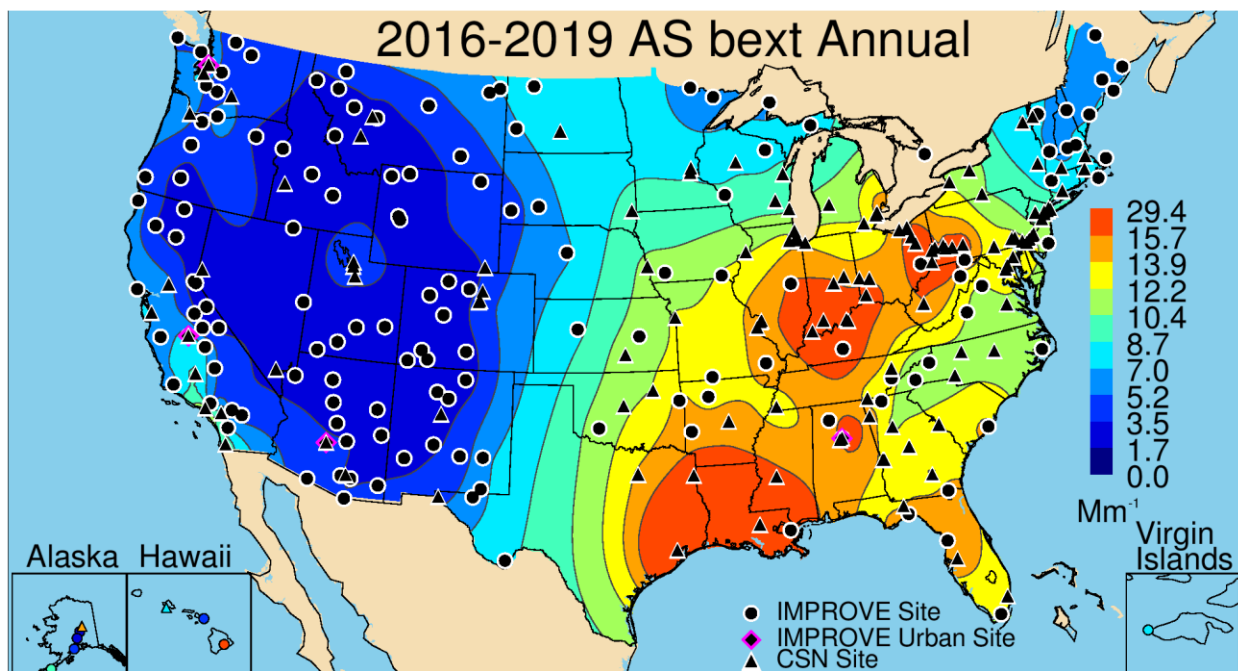 2016-2019 AS bext Annual
29.4
15.7
13.9
12.2
10.4
8.7
7.0
5.2
3.5
1.7
0.0
Mm-1
Alaska
Hawaii
Virgin
Islands
IMPROVE Site
IMPROVE Urban Site
CSN Site